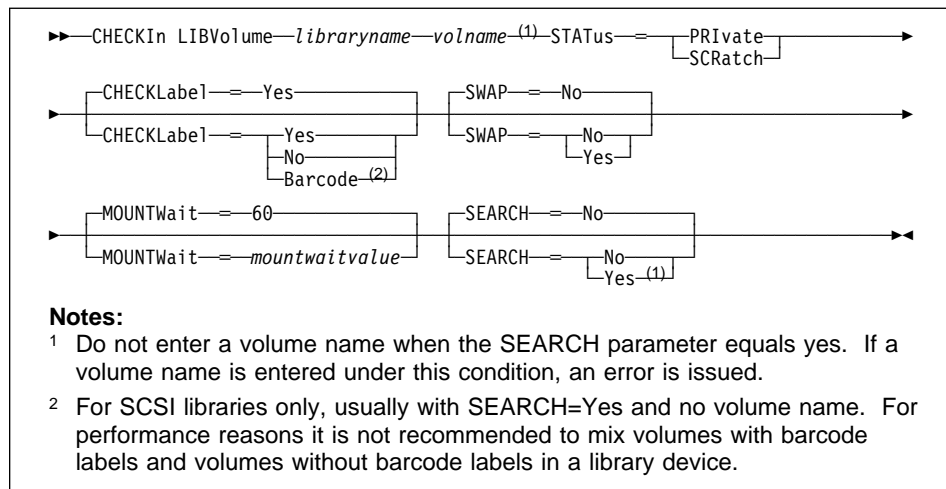 CHECKIn LIBVolume libraryname volname (1) STATus = PRIvate
SCRatch
CHECKLabel = Yes SWAP = No
CHECKLabel = Yes SWAP = No
No Yes
Barcode (2)
MOUNTWait = 60 SEARCH = No
MOUNTWait = mountwaitvalue SEARCH = No
Yes (1)
Notes:
1 Do not enter a volume name when the SEARCH parameter equals yes. If a
volume name is entered under this condition, an error is issued.
2 For SCSI libraries only, usually with SEARCH=Yes and no volume name. For
performance reasons it is not recommended to mix volumes with barcode
labels and volumes without barcode labels in a library device.